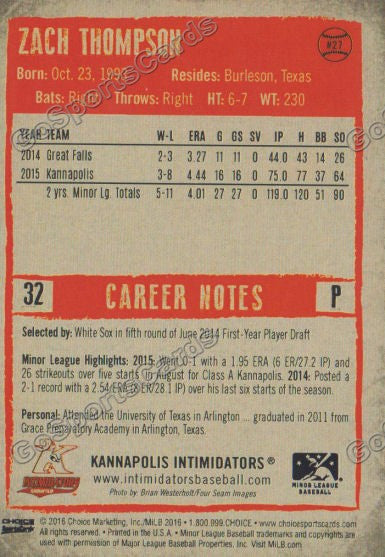 ZACH THOMPSON
#27
Born: Oct. 23, 1993 Resides: Burleson, Texas
Bats: Right Throws: Right HT: 6-7 WT: 230
YEAR TEAM W-L ERA G GS SV IP H BB SO
2014 Great Falls 2-3 3.27 11 11 0 44.0 43 14 26
2015 Kannapolis 3-8 4.44 16 16 0 75.0 77 37 64
2 yrs. Minor Lg. Totals 5-11 4.01 27 27 0 119.0 120 51 90
32 CAREER NOTES P
Selected by: White Sox in fifth round of June 2014 First-Year Player Draft
Minor League Highlights: 2015: Went 0-1 with a 1.95 ERA (6 ER/27.2 IP) and
26 strikeouts over five starts in August for Class A Kannapolis. 2014: Posted a
2-1 record with a 2.54 ERA (8 ER/28.1 IP) over his last six starts of the season.
Personal: Attended the University of Texas in Arlington ... graduated in 2011 from
Grace Preparatory Academy in Arlington, Texas.
KANNAPOLIS INTIMIDATORS®
www.intimidatorsbaseball.com
Photo by Brian Westerholt/Four Seam Images
INTIMIDATORS
KANNAPOLIS
MINOR LEAGUE
BASEBALL
CHOICE
© 2016 Choice Marketing, Inc./MiLB 2016 • 1.800.999.CHOICE • www.choicesportscards.com
All rights reserved. • Printed in the U.S.A. • Minor League Baseball trademarks and copyrights are
used with permission of Major League Baseball Properties, Inc. Visit MiLB.com
GoSportsCards
GoSportsCards
GoSportsCards